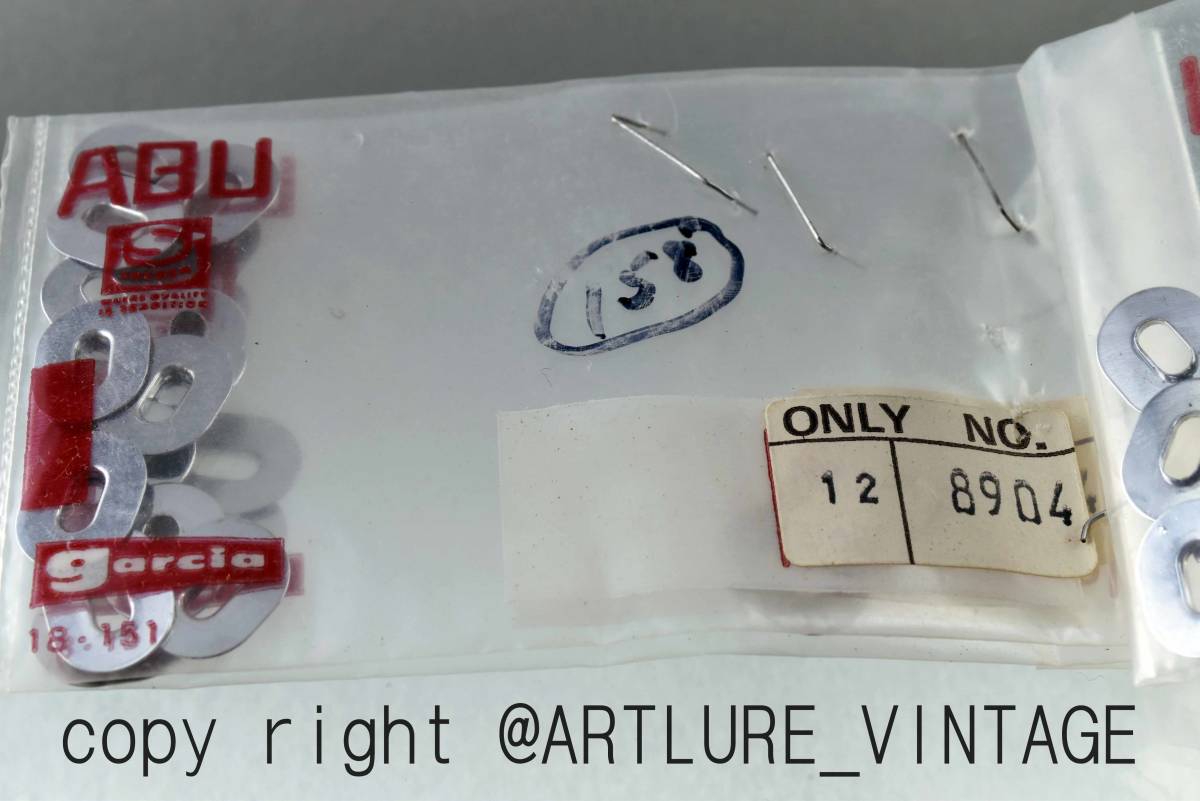 ABU
158
ONLY NO.
12 8904
garcia
18-151
copy right @ARTLURE_VINTAGE